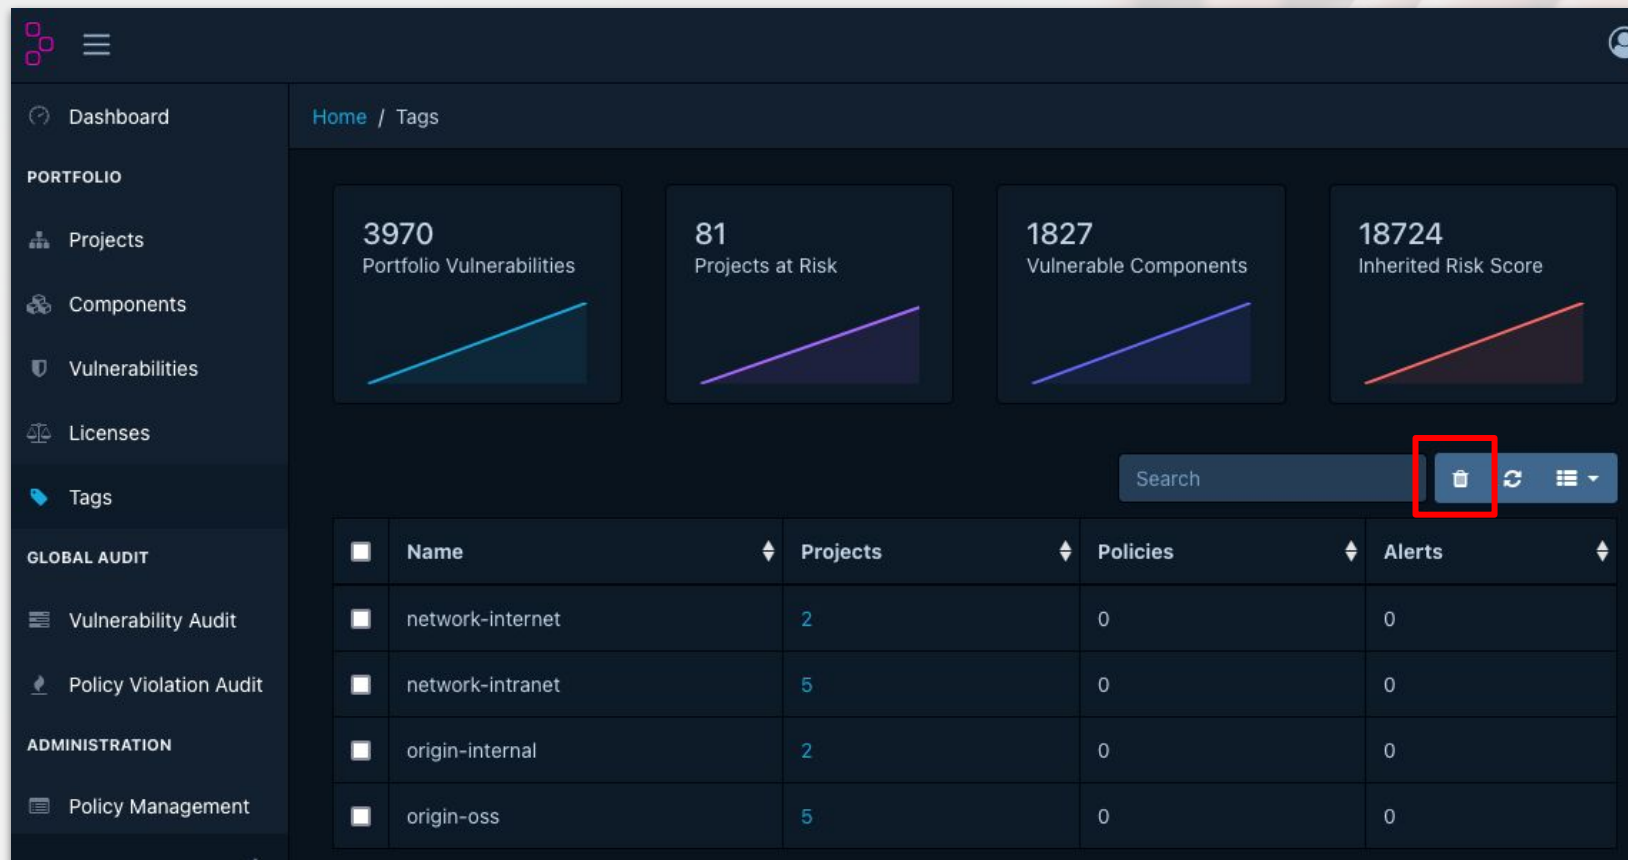 Dashboard
Home / Tags
PORTFOLIO
Projects
Components
Vulnerabilities
Licenses
Tags
GLOBAL AUDIT
Vulnerability Audit
Policy Violation Audit
ADMINISTRATION
Policy Management
3970
Portfolio Vulnerabilities
81
Projects at Risk
1827
Vulnerable Components
18724
Inherited Risk Score
Search
Name Projects Policies Alerts
network-internet 2 0 0
network-intranet 5 0 0
origin-internal 2 0 0
origin-oss 5 0 0